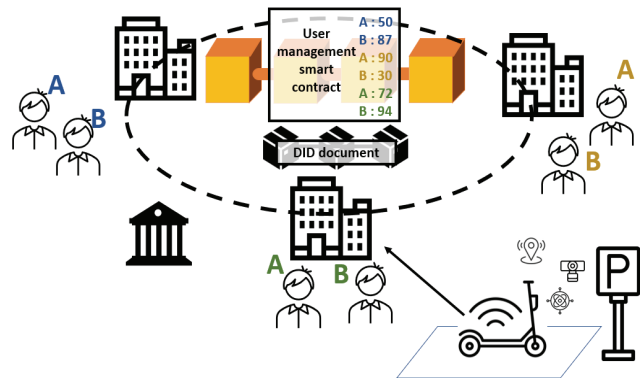 User
management
smart
contract
A : 50
B : 87
A : 90
B : 30
A : 72
B : 94
DID document
A
B
A
B
A
B
P